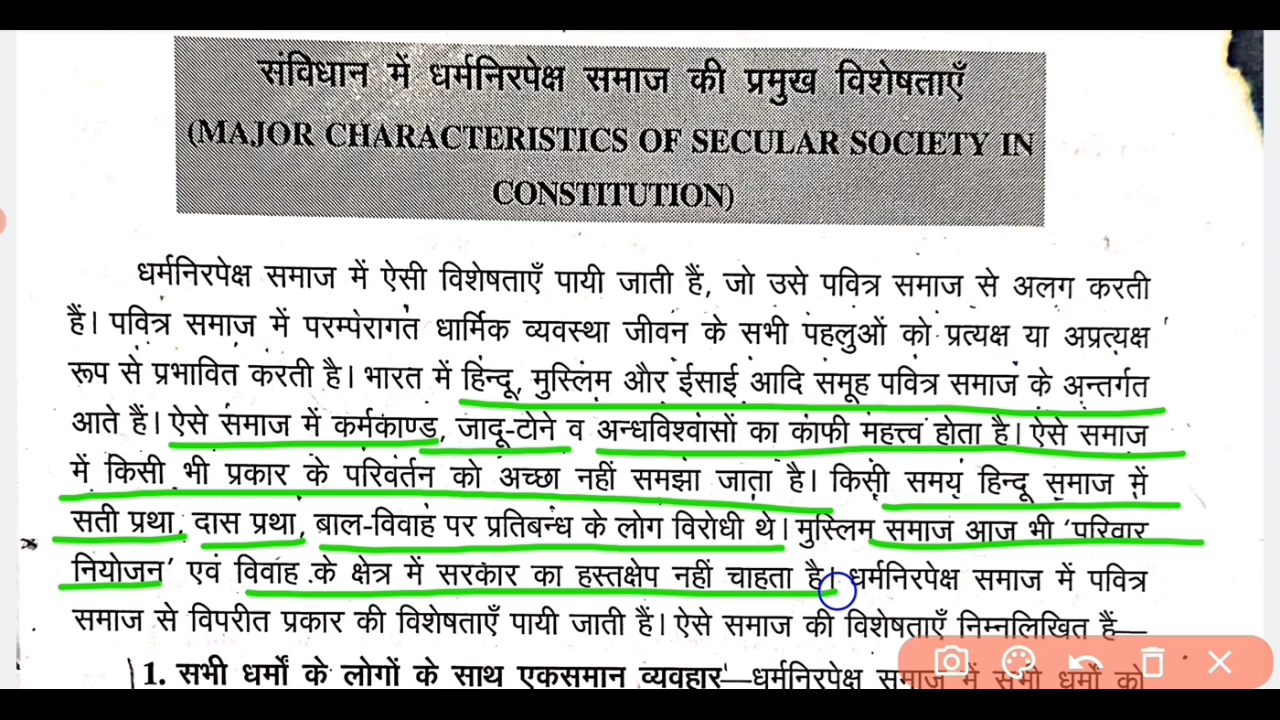 संविधान में धर्मनिरपेक्ष समाज की प्रमुख विशेषताएँ
(MAJOR CHARACTERISTICS OF SECULAR SOCIETY IN
CONSTITUTION)
धर्मनिरपेक्ष समाज में ऐसी विशेषताएँ पायी जाती हैं, जो उसे पवित्र समाज से अलग करती
हैं। पवित्र समाज में परम्परागत धार्मिक व्यवस्था जीवन के सभी पहलुओं को प्रत्यक्ष या अप्रत्यक्ष
रूप से प्रभावित करती है। भारत में हिन्दू, मुस्लिम और ईसाई आदि समूह पवित्र समाज के अन्तर्गत
आते हैं। ऐसे समाज में कर्मकाण्ड, जादू-टोने व अन्धविश्वासों का काफी महत्त्व होता है। ऐसे समाज
में किसी भी प्रकार के परिवर्तन को अच्छा नहीं समझा जाता है। किसी समय हिन्दू समाज में
सती प्रथा, दास प्रथा, बाल-विवाह पर प्रतिबन्ध के लोग विरोधी थे। मुस्लिम समाज आज भी ‘परिवार
नियोजन’ एवं विवाह के क्षेत्र में सरकार का हस्तक्षेप नहीं चाहता है। धर्मनिरपेक्ष समाज में पवित्र
समाज से विपरीत प्रकार की विशेषताएँ पायी जाती हैं। ऐसे समाज की विशेषताएँ निम्नलिखित हैं—
1. सभी धर्मों के लोगों के साथ एकसमान व्यवहार—धर्मनिरपेक्ष समाज में सभी धर्मों को